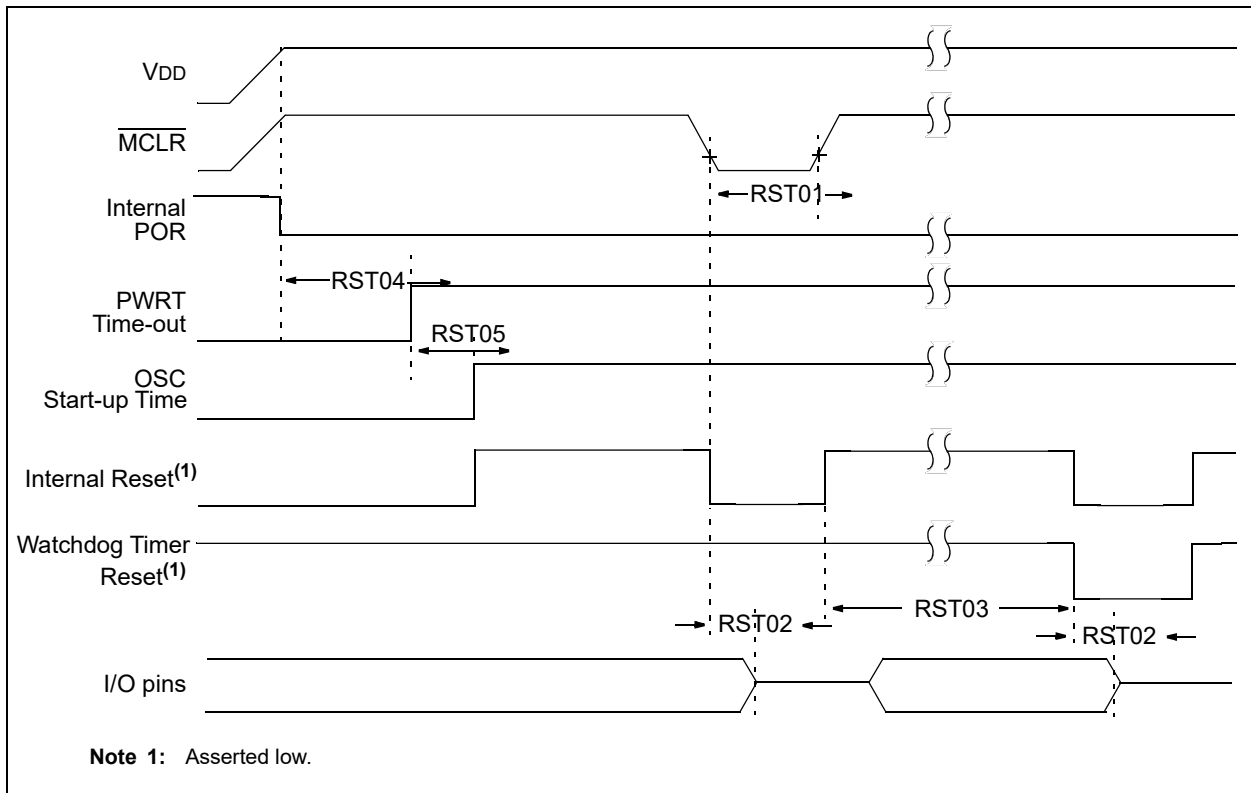 VDD
MCLR
RST01
Internal
POR
RST04
PWRT
Time-out
RST05
OSC
Start-up Time
Internal Reset(1)
Watchdog Timer
Reset(1)
RST03
RST02
RST02
I/O pins
Note 1: Asserted low.